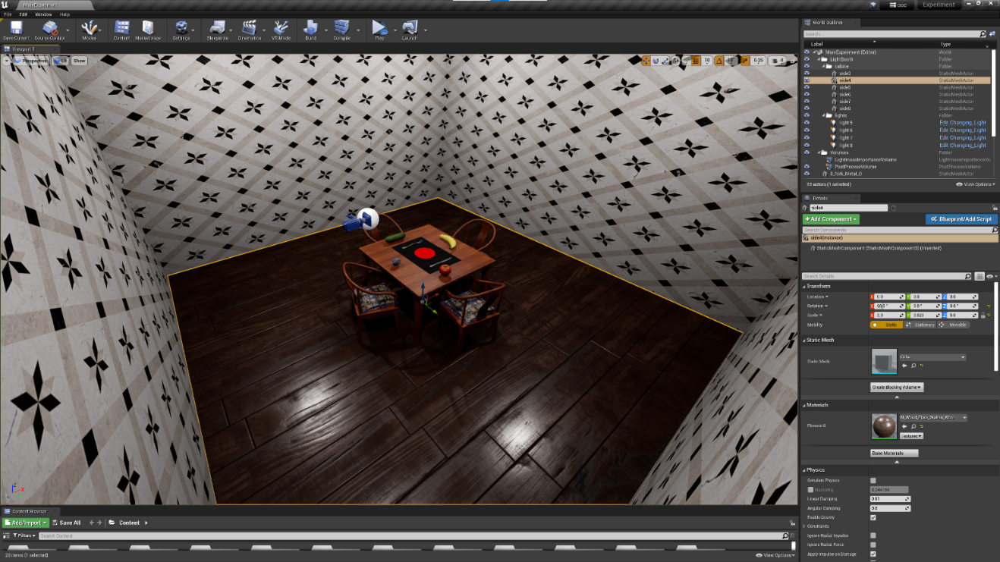 MainExperiment
DDC
Experiment
File Edit Window Help
Save Current
Source Control
Modes
Content
Marketplace
Settings
Blueprints
Cinematics
VR Mode
Build
Compile
Play
Launch
Viewport 1
Perspective
Lit
Show
10
10°
0.25
4
World Outliner
Search...
Label
Type
MainExperiment (Editor) World
LightBooth Folder
cabine Folder
side3 StaticMeshActor
side4 StaticMeshActor
side5 StaticMeshActor
side6 StaticMeshActor
side7 StaticMeshActor
side8 StaticMeshActor
lights Folder
light 5 Edit Changing_Light
light 6 Edit Changing_Light
light 7 Edit Changing_Light
light 8 Edit Changing_Light
Volumes Folder
LightmassImportanceVolume LightmassImportanceVo
PostProcessVolume PostProcessVolume
StaticMeshActor
23 actors (1 selected)
View Options
Details
side4
+ Add Component
Blueprint/Add Script
Search Components
side4(Instance)
StaticMeshComponent (StaticMeshComponent0) (Inherited)
Search Details
Transform
Location X 0.0 Y 0.0 Z 0.0
Rotation X Y 0.0 ° Z 0.0 °
Scale X Y 0.025 Z 5.0
Mobility Static Stationary Movable
Static Mesh
Static Mesh
Cube
Create Blocking Volume
Materials
Element 0
M_Wood_Floor_Walnut_Worn
Textures
Bake Materials
Physics
Simulate Physics
MassInKg
Linear Damping 0.01
Angular Damping 0.0
Enable Gravity
Constraints
Ignore Radial Impulse
Ignore Radial Force
Apply Impulse on Damage
Z
X
Content Browser
Add/Import
Save All
Content
Filters
Search Content
20 items (1 selected)
View Options